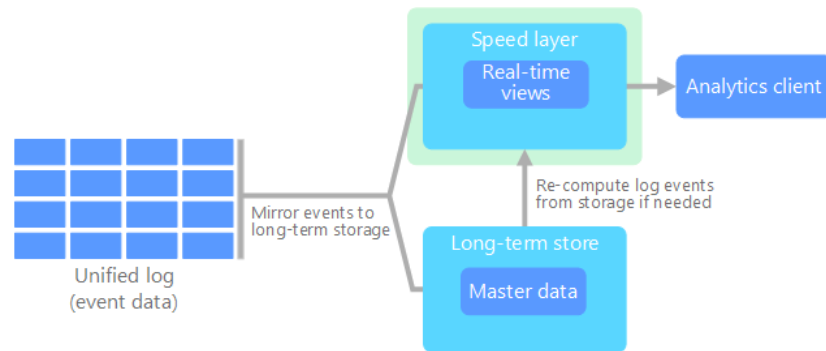 Speed layer
Real-time
views
Analytics client
Mirror events to
long-term storage
Re-compute log events
from storage if needed
Unified log
(event data)
Long-term store
Master data